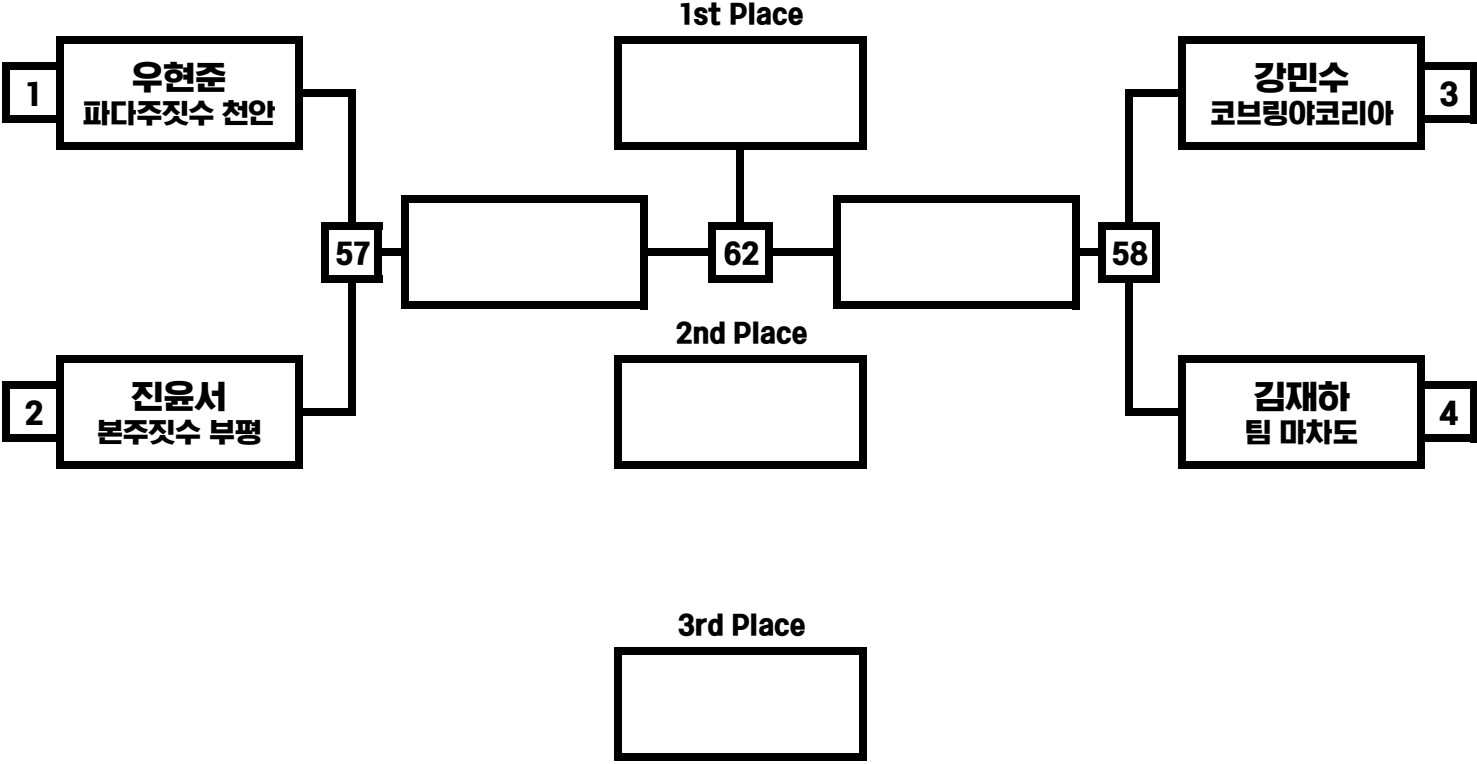 1st Place
1
우현준
파다주짓수 천안
강민수
코브링야코리아
3
57
62
58
2nd Place
2
진윤서
본주짓수 부평
김재하
팀 마차도
4
3rd Place